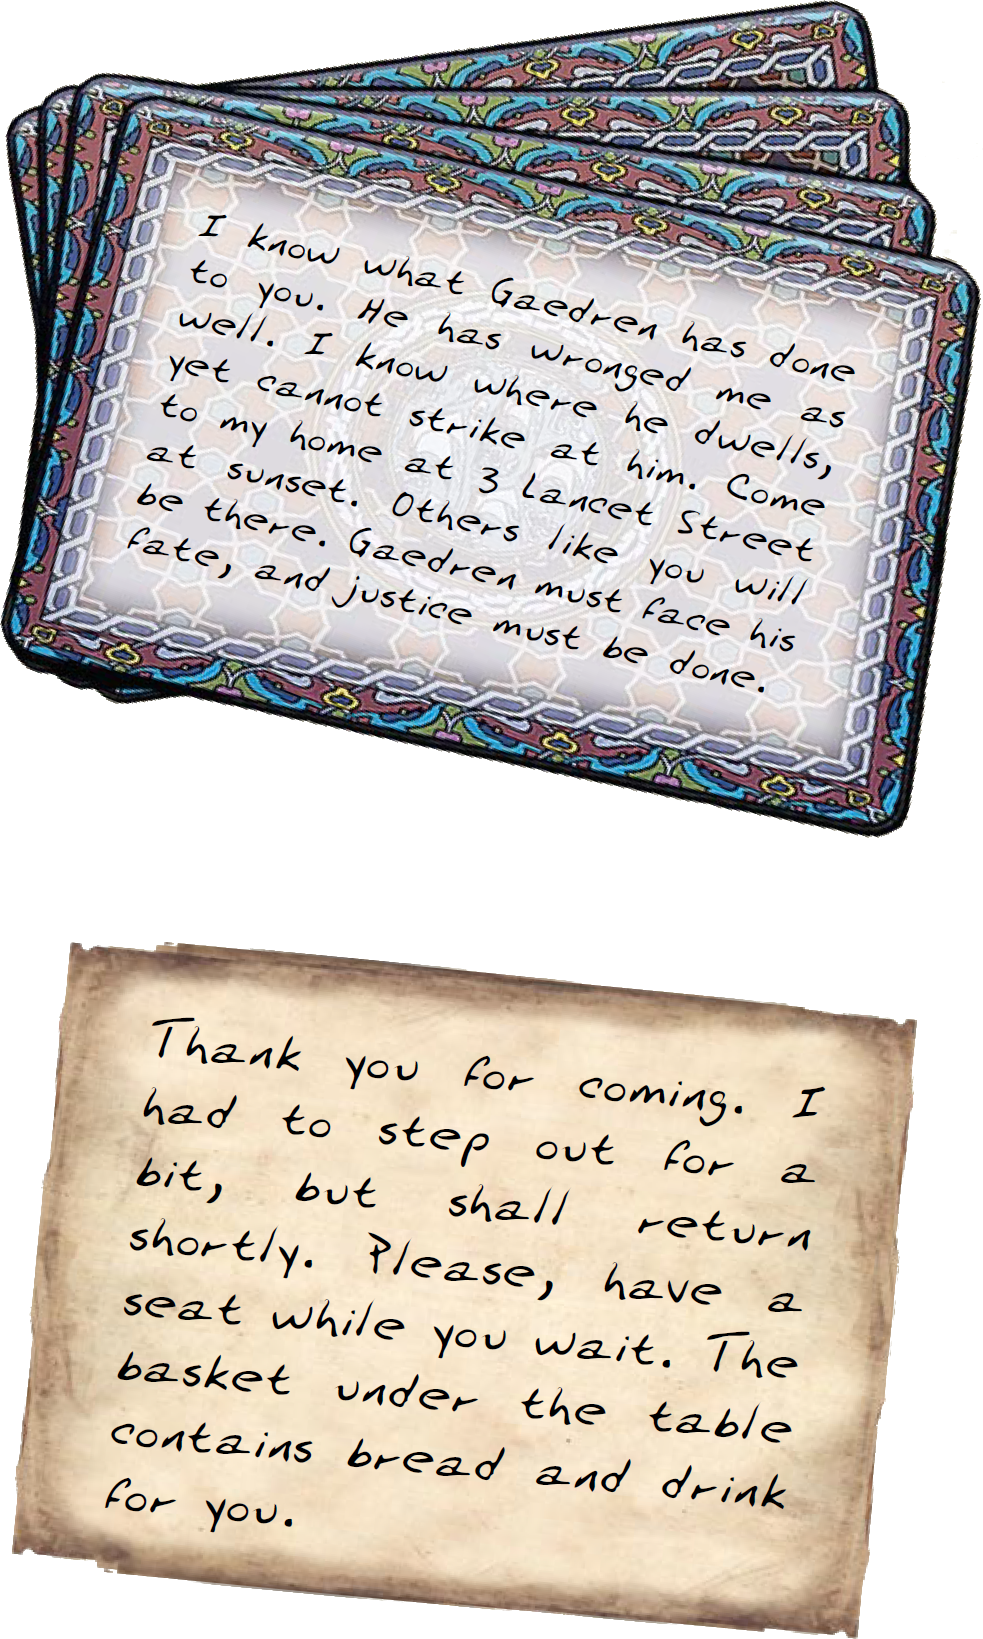 I know what Gaedren has done
to you. He has wronged me as
well. I know where he dwells,
yet cannot strike at him. Come
to my home at 3 Lancet Street
at sunset. Others like you will
be there. Gaedren must face his
fate, and justice must be done.
Thank you for coming. I
had to step out for a
bit, but shall return
shortly. Please, have a
seat while you wait. The
basket under the table
contains bread and drink
for you.